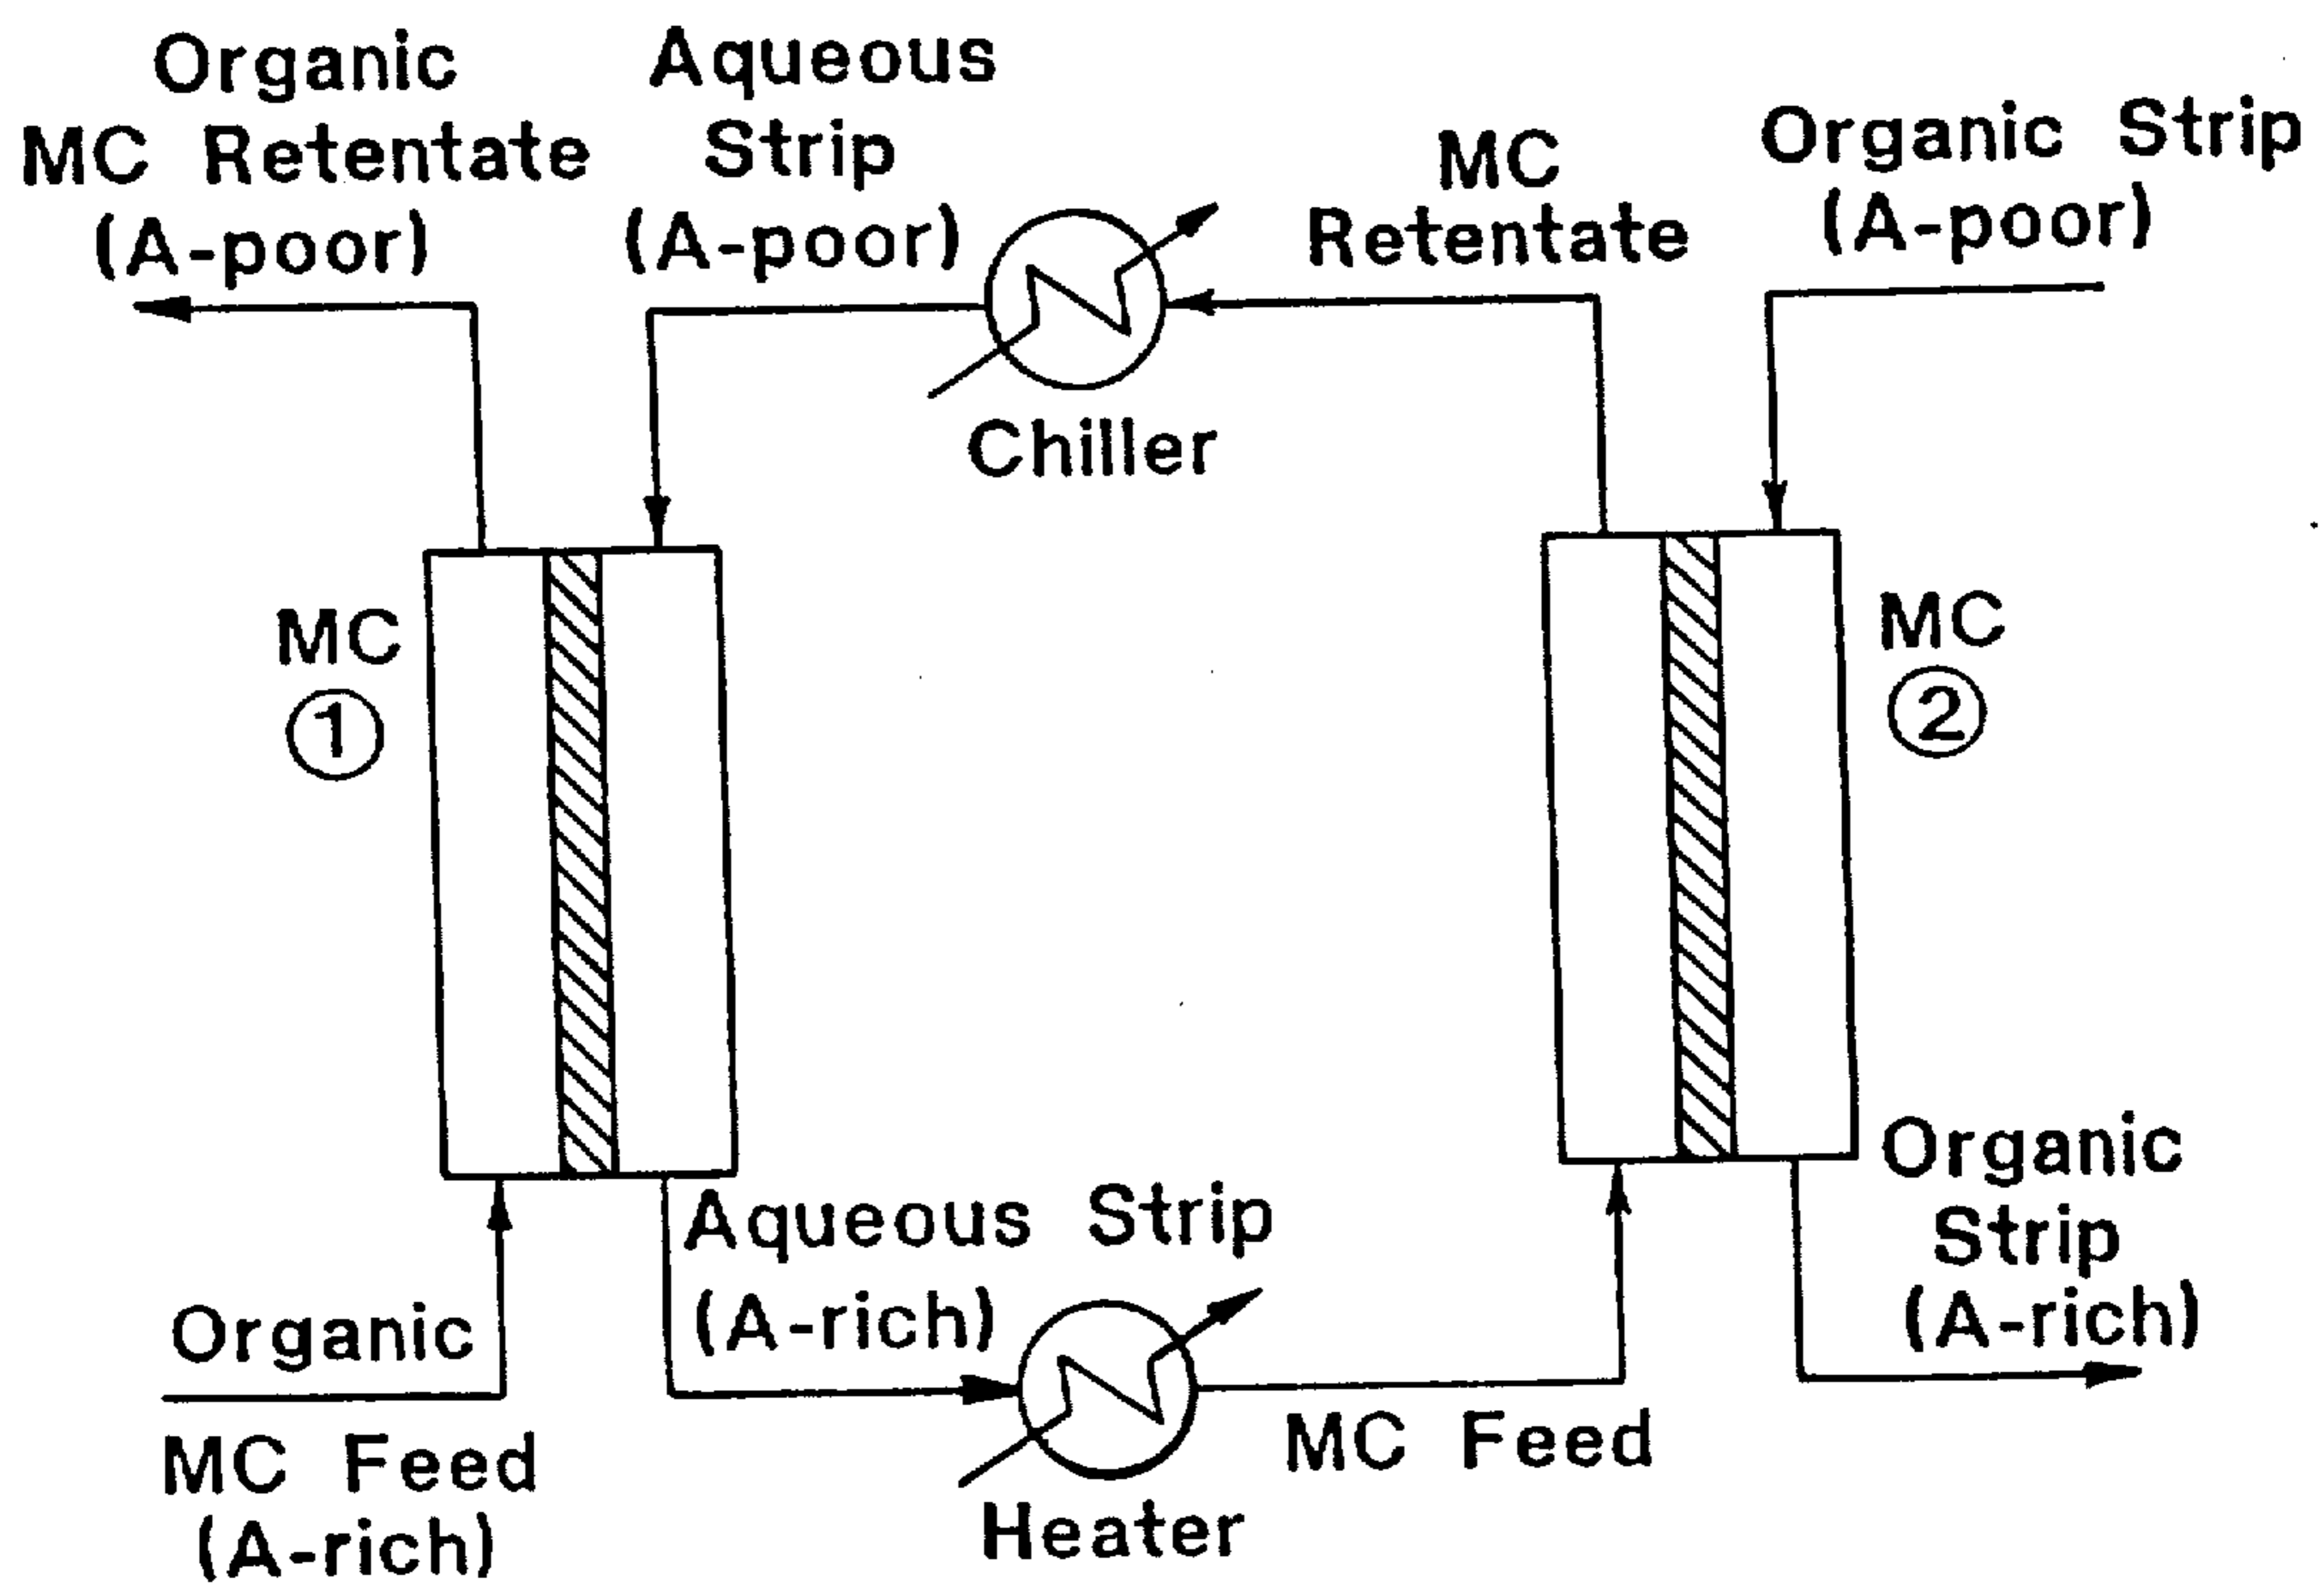 Organic
MC Retentate
(A-poor)
Aqueous
Strip
(A-poor)
MC
Retentate
Organic Strip
(A-poor)
Chiller
MC
①
MC
②
Aqueous Strip
(A-rich)
Organic
MC Feed
(A-rich)
Heater
MC Feed
Organic
Strip
(A-rich)